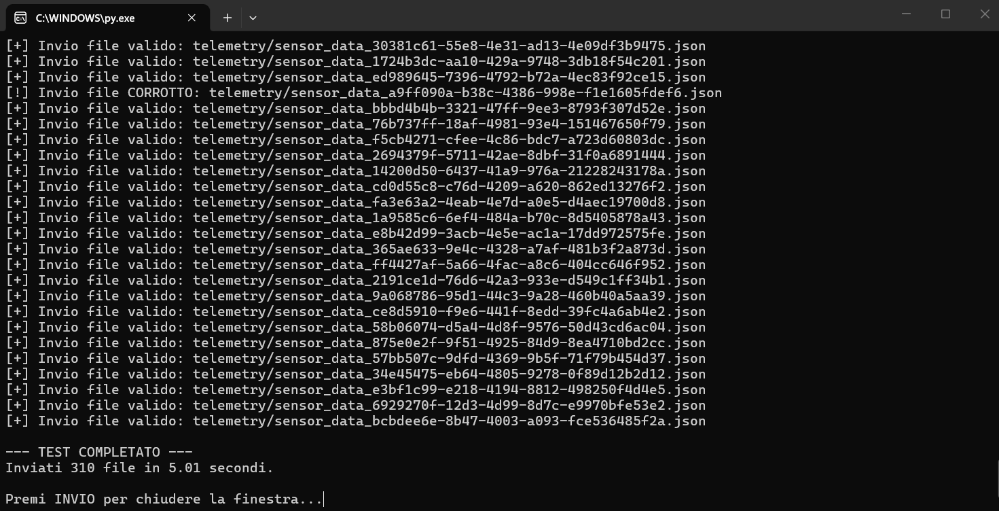 C:\WINDOWS\py.exe
[+] Invio file valido: telemetry/sensor_data_30381c61-55e8-4e31-ad13-4e09df3b9475.json
[+] Invio file valido: telemetry/sensor_data_1724b3dc-aa10-429a-9748-3db18f54c201.json
[+] Invio file valido: telemetry/sensor_data_ed989645-7396-4792-b72a-4ec83f92ce15.json
[!] Invio file CORROTTO: telemetry/sensor_data_a9ff090a-b38c-4386-998e-f1e1605fdef6.json
[+] Invio file valido: telemetry/sensor_data_bbbd4b4b-3321-47ff-9ee3-8793f307d52e.json
[+] Invio file valido: telemetry/sensor_data_76b737ff-18af-4981-93e4-151467650f79.json
[+] Invio file valido: telemetry/sensor_data_f5cb4271-cfee-4c86-bdc7-a723d60803dc.json
[+] Invio file valido: telemetry/sensor_data_2694379f-5711-42ae-8dbf-31f0a6891444.json
[+] Invio file valido: telemetry/sensor_data_14200d50-6437-41a9-976a-21228243178a.json
[+] Invio file valido: telemetry/sensor_data_cd0d55c8-c76d-4209-a620-862ed13276f2.json
[+] Invio file valido: telemetry/sensor_data_fa3e63a2-4eab-4e7d-a0e5-d4aec19700d8.json
[+] Invio file valido: telemetry/sensor_data_1a9585c6-6ef4-484a-b70c-8d5405878a43.json
[+] Invio file valido: telemetry/sensor_data_e8b42d99-3acb-4e5e-ac1a-17dd972575fe.json
[+] Invio file valido: telemetry/sensor_data_365ae633-9e4c-4328-a7af-481b3f2a873d.json
[+] Invio file valido: telemetry/sensor_data_ff4427af-5a66-4fac-a8c6-404cc646f952.json
[+] Invio file valido: telemetry/sensor_data_2191ce1d-76d6-42a3-933e-d549c1ff34b1.json
[+] Invio file valido: telemetry/sensor_data_9a068786-95d1-44c3-9a28-460b40a5aa39.json
[+] Invio file valido: telemetry/sensor_data_ce8d5910-f9e6-441f-8edd-39fc4a6ab4e2.json
[+] Invio file valido: telemetry/sensor_data_58b06074-d5a4-4d8f-9576-50d43cd6ac04.json
[+] Invio file valido: telemetry/sensor_data_875e0e2f-9f51-4925-84d9-8ea4710bd2cc.json
[+] Invio file valido: telemetry/sensor_data_57bb507c-9dfd-4369-9b5f-71f79b454d37.json
[+] Invio file valido: telemetry/sensor_data_34e45475-eb64-4805-9278-0f89d12b2d12.json
[+] Invio file valido: telemetry/sensor_data_e3bf1c99-e218-4194-8812-498250f4d4e5.json
[+] Invio file valido: telemetry/sensor_data_6929270f-12d3-4d99-8d7c-e9970bfe53e2.json
[+] Invio file valido: telemetry/sensor_data_bcbdee6e-8b47-4003-a093-fce536485f2a.json
--- TEST COMPLETATO ---
Inviati 310 file in 5.01 secondi.
Premi INVIO per chiudere la finestra...